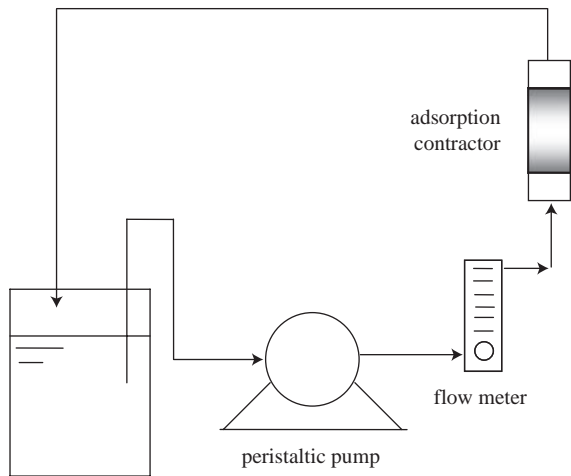 adsorption
contractor
flow meter
peristaltic pump